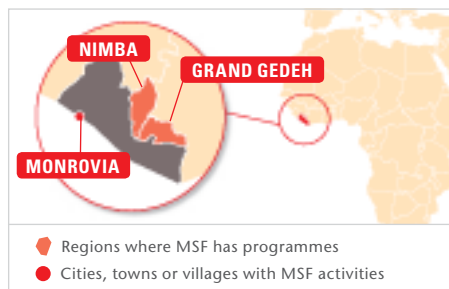 NIMBA
GRAND GEDEH
MONROVIA
Regions where MSF has programmes
Cities, towns or villages with MSF activities